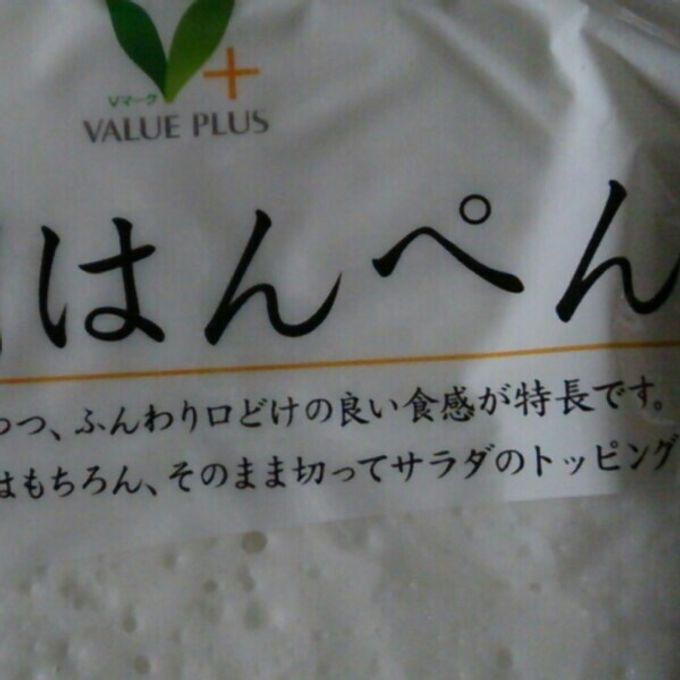 Vマーク
VALUE PLUS
はんぺん
つつ、ふんわり口どけの良い食感が特長です。
はもちろん、そのまま切ってサラダのトッピング